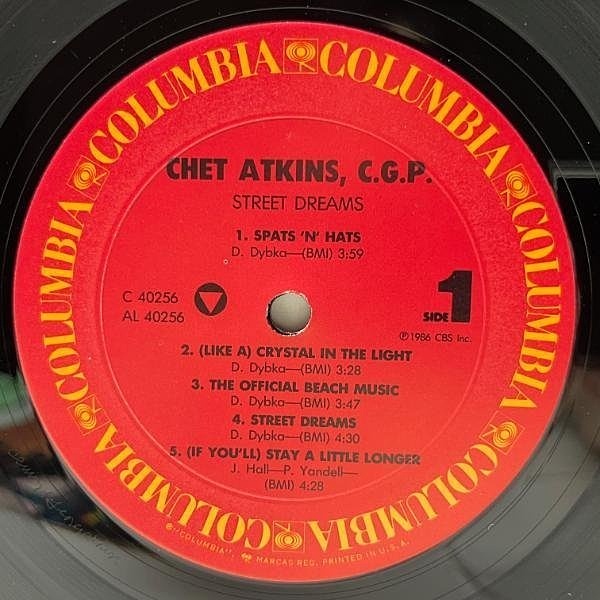 COLUMBIA COLUMBIA COLUMBIA COLUMBIA COLUMBIA COLUMBIA COLUMBIA
CHET ATKINS, C.G.P.
STREET DREAMS
1. SPATS 'N' HATS
D. Dybka—(BMI) 3:59
C 40256
AL 40256
SIDE 1
Ⓟ1986 CBS Inc.
2. (LIKE A) CRYSTAL IN THE LIGHT
D. Dybka—(BMI) 3:28
3. THE OFFICIAL BEACH MUSIC
D. Dybka—(BMI) 3:47
4. STREET DREAMS
D. Dybka—(BMI) 4:30
5. (IF YOU'LL) STAY A LITTLE LONGER
J. Hall—P. Yandell—
(BMI) 4:28
® "COLUMBIA", MARCAS REG. PRINTED IN U.S.A.